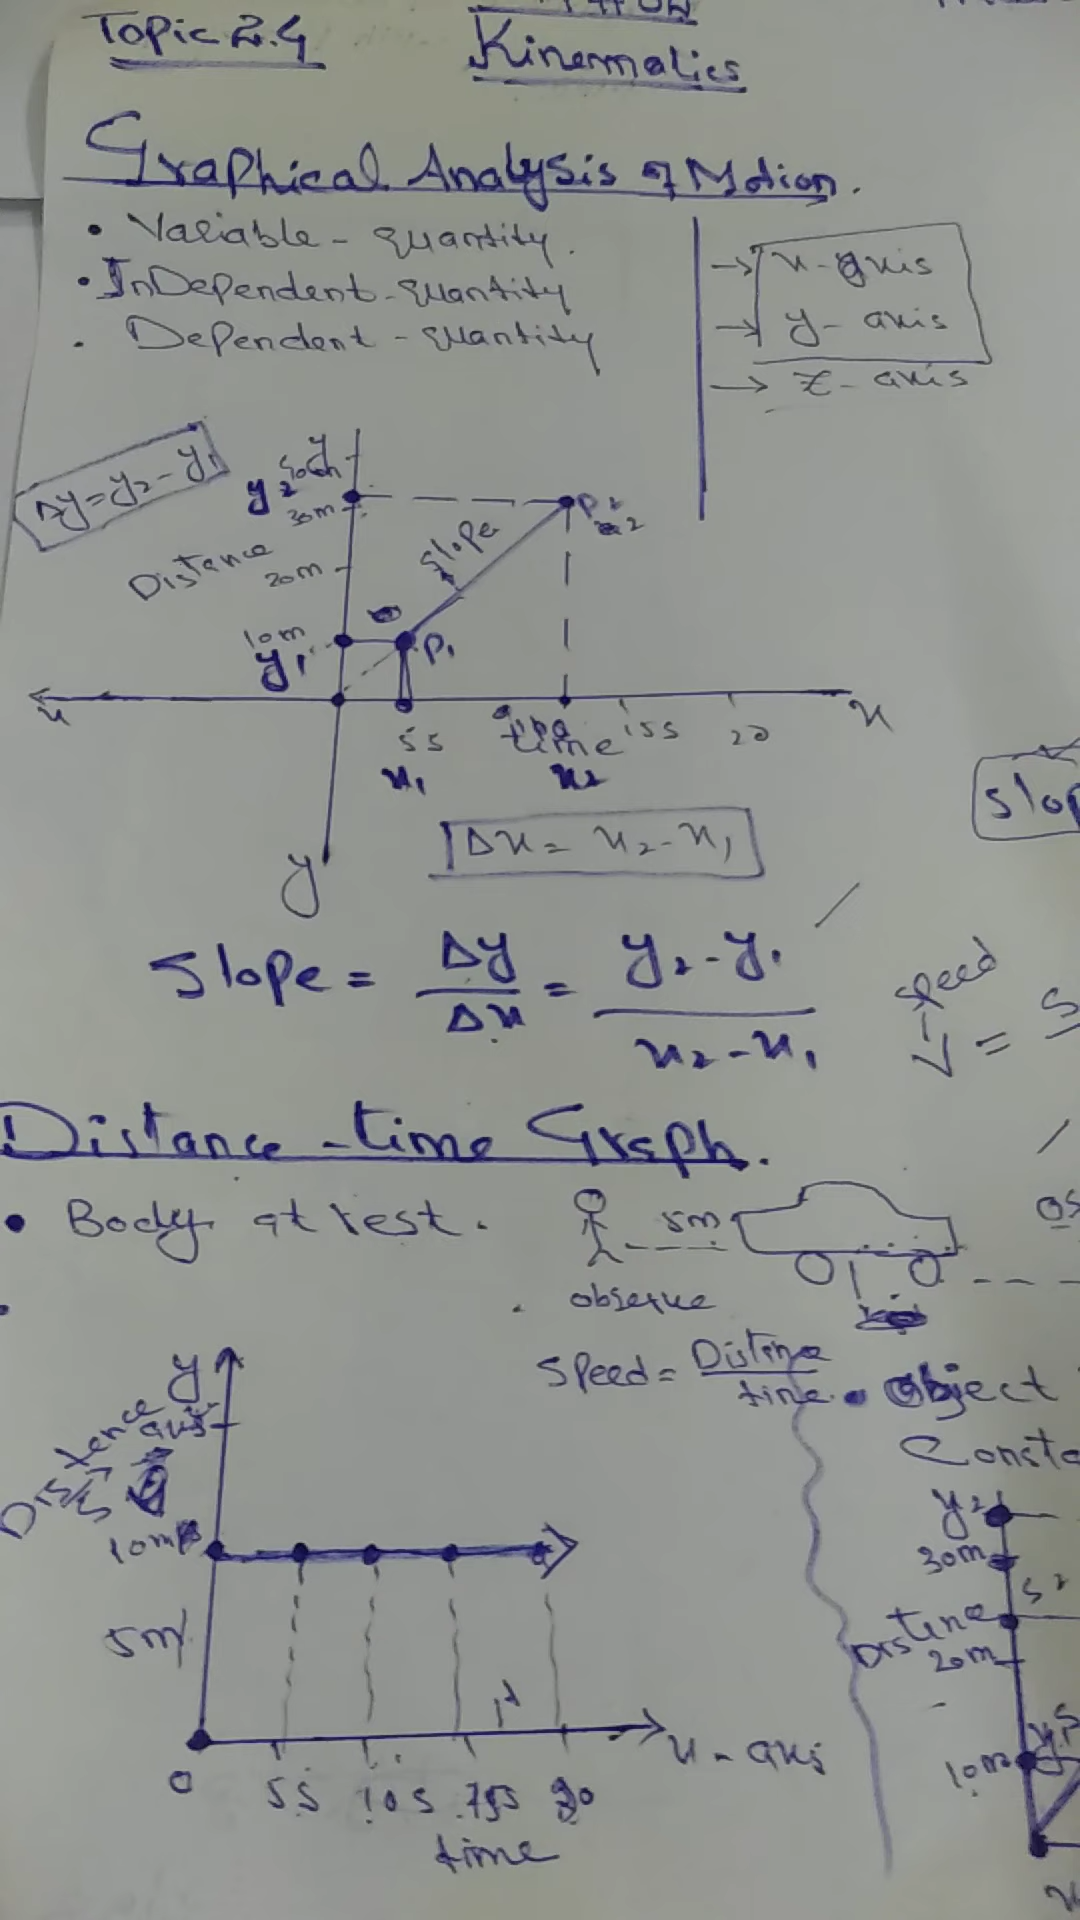 Topic 2.4
Kinematics
Graphical Analysis of Motion.
• Variable - quantity.
• InDependent - quantity
. Dependent - quantity
→ x-axis
→ y-axis
→ z-axis
Δy = y₂ - y₁
y
y₂
30m
Distance
20m
slope
P₂
10m
y₁
P₁
x
x
5s
time
15s
20
x₁
x₂
Δx = x₂ - x₁
y
Slope = Δy/Δx = y₂ - y₁ / x₂ - x₁
speed
V =
Distance - time Graph.
• Body at rest.
5m
observe
Speed = Distance / time
y
axis
Distance
10m
5m
0
5s
10s
20
x - axis
time
• Object
y²
30m
Distance
20m
10m